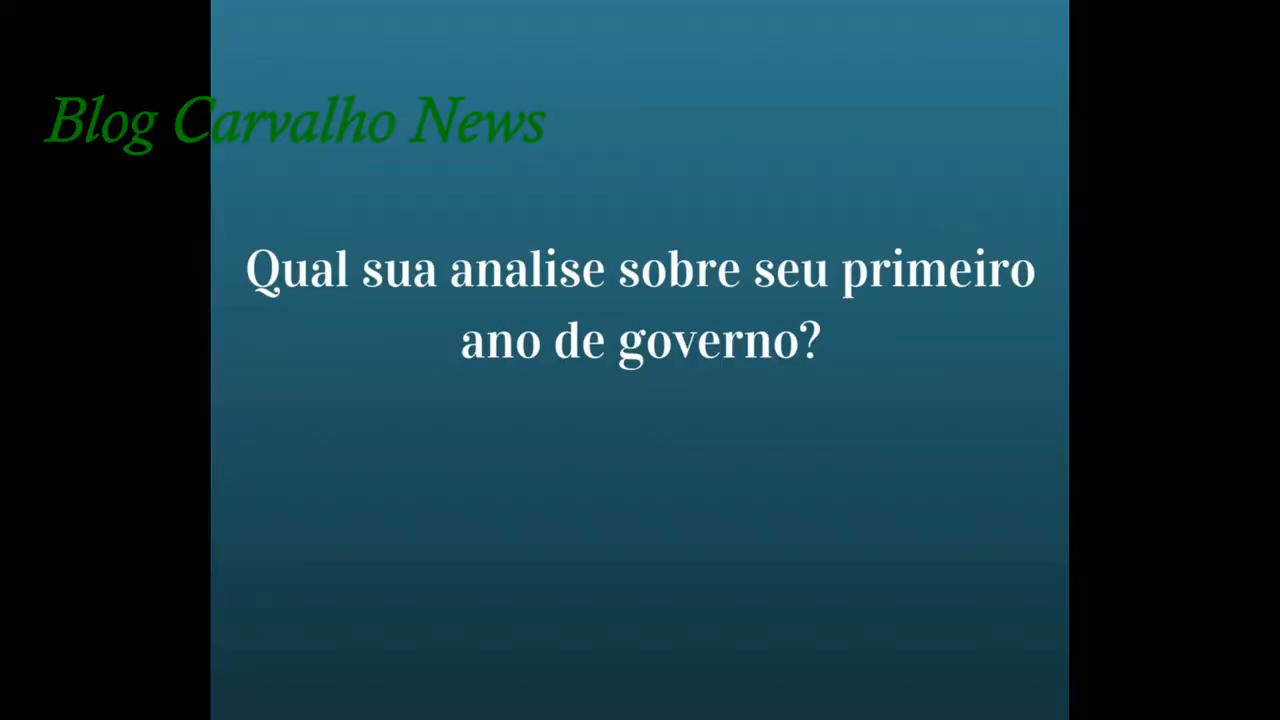 Blog Carvalho News
Qual sua analise sobre seu primeiro
ano de governo?